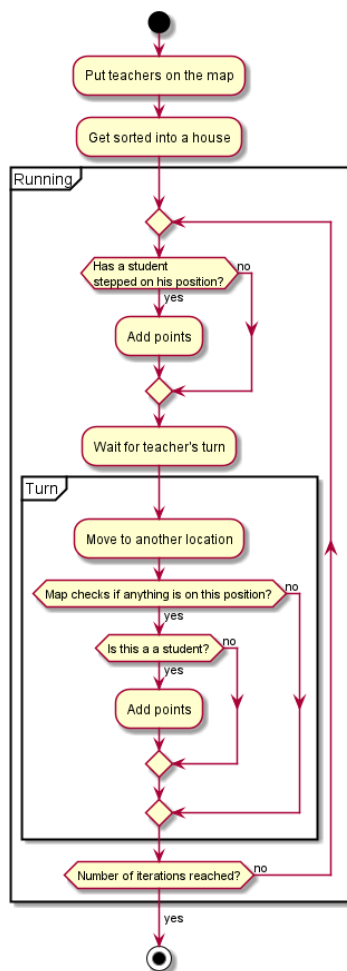 Put teachers on the map
Get sorted into a house
Running
Has a student
stepped on his position?
no
yes
Add points
Wait for teacher's turn
Turn
Move to another location
Map checks if anything is on this position?
no
yes
Is this a a student?
no
yes
Add points
Number of iterations reached?
no
yes